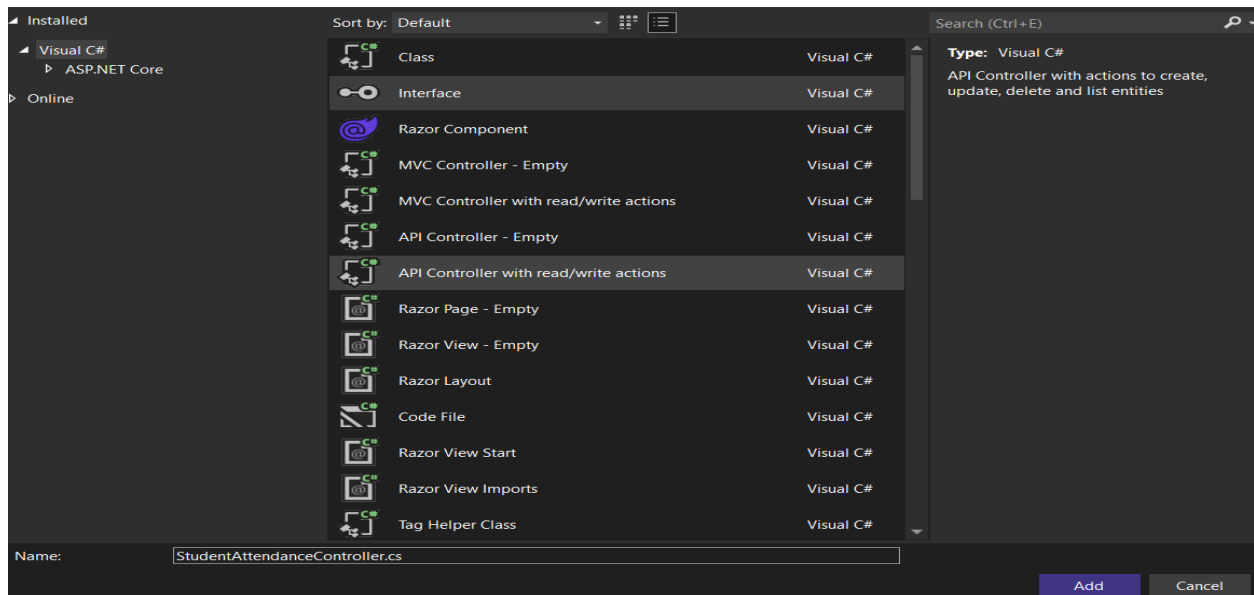 Installed
Visual C#
ASP.NET Core
Online
Sort by: Default
Class Visual C#
Interface Visual C#
Razor Component Visual C#
MVC Controller - Empty Visual C#
MVC Controller with read/write actions Visual C#
API Controller - Empty Visual C#
API Controller with read/write actions Visual C#
Razor Page - Empty Visual C#
Razor View - Empty Visual C#
Razor Layout Visual C#
Code File Visual C#
Razor View Start Visual C#
Razor View Imports Visual C#
Tag Helper Class Visual C#
Search (Ctrl+E)
Type: Visual C#
API Controller with actions to create,
update, delete and list entities
Name: StudentAttendanceController.cs
Add Cancel